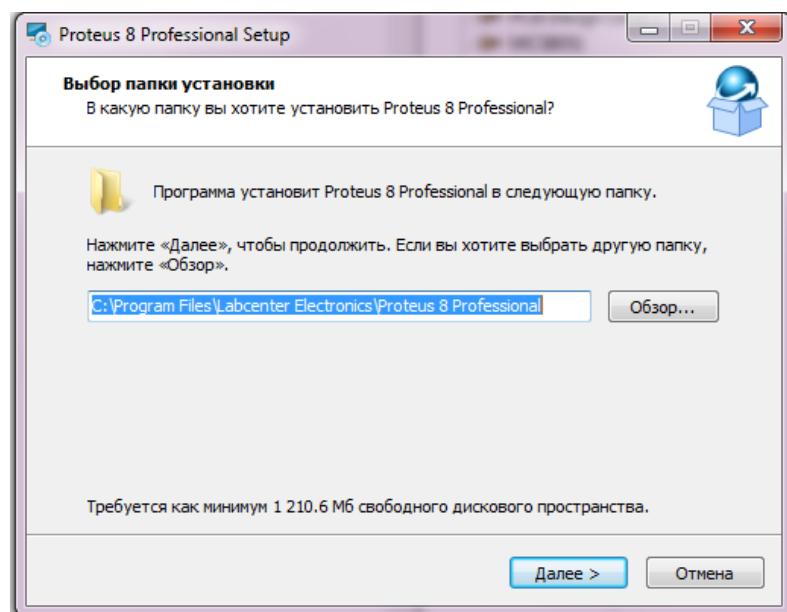 Proteus 8 Professional Setup
Выбор папки установки
В какую папку вы хотите установить Proteus 8 Professional?
Программа установит Proteus 8 Professional в следующую папку.
Нажмите «Далее», чтобы продолжить. Если вы хотите выбрать другую папку,
нажмите «Обзор».
C:\Program Files\Labcenter Electronics\Proteus 8 Professional
Обзор...
Требуется как минимум 1 210.6 Мб свободного дискового пространства.
Далее >
Отмена